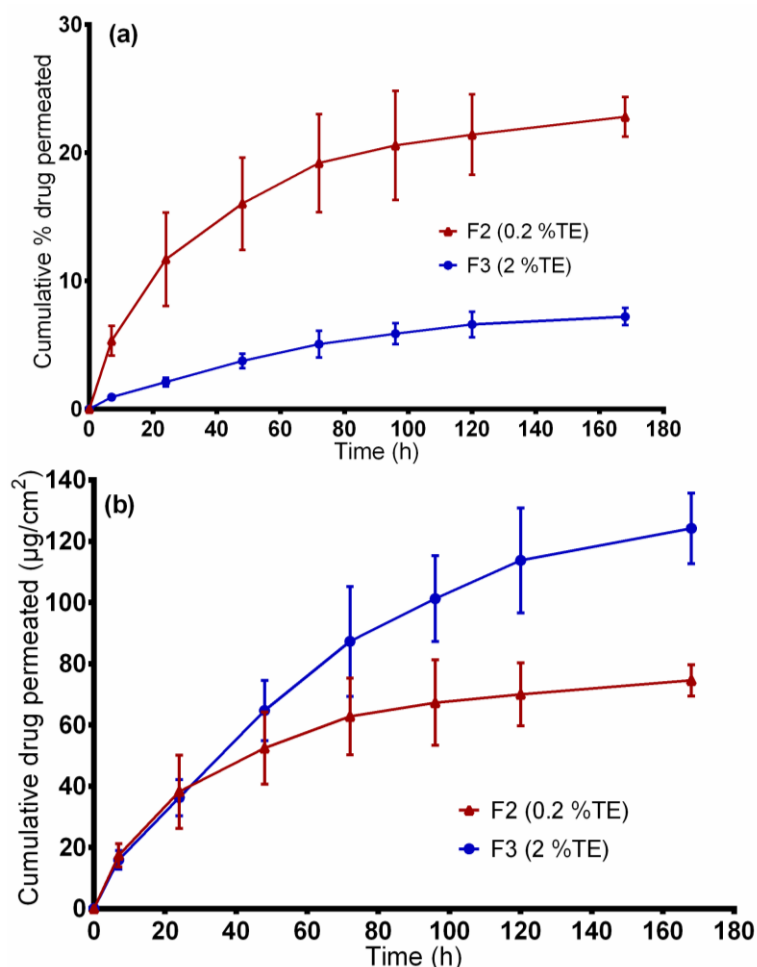 (a)
Cumulative % drug permeated
30
20
10
0
F2 (0.2 %TE)
F3 (2 %TE)
0 20 40 60 80 100 120 140 160 180
Time (h)
(b)
Cumulative drug permeated (µg/cm²)
140
120
100
80
60
40
20
0
F2 (0.2 %TE)
F3 (2 %TE)
0 20 40 60 80 100 120 140 160 180
Time (h)